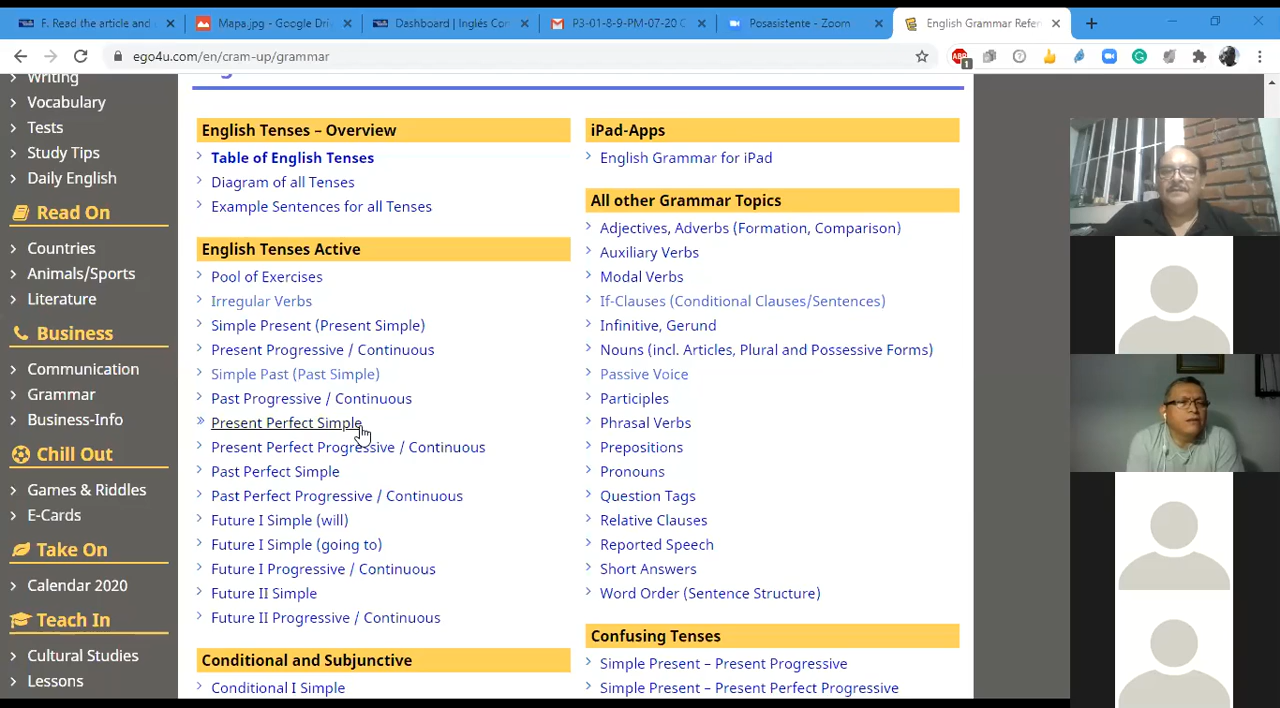 F. Read the article and
Mapa.jpg - Google Dri
Dashboard | Inglés Con
P3-01-8-9-PM-07-20 C
Posasistente - Zoom
English Grammar Refer
ego4u.com/en/cram-up/grammar
ABP
1
Writing
Vocabulary
Tests
Study Tips
Daily English
Read On
Countries
Animals/Sports
Literature
Business
Communication
Grammar
Business-Info
Chill Out
Games & Riddles
E-Cards
Take On
Calendar 2020
Teach In
Cultural Studies
Lessons
English Tenses – Overview
Table of English Tenses
Diagram of all Tenses
Example Sentences for all Tenses
English Tenses Active
Pool of Exercises
Irregular Verbs
Simple Present (Present Simple)
Present Progressive / Continuous
Simple Past (Past Simple)
Past Progressive / Continuous
Present Perfect Simple
Present Perfect Progressive / Continuous
Past Perfect Simple
Past Perfect Progressive / Continuous
Future I Simple (will)
Future I Simple (going to)
Future I Progressive / Continuous
Future II Simple
Future II Progressive / Continuous
Conditional and Subjunctive
Conditional I Simple
iPad-Apps
English Grammar for iPad
All other Grammar Topics
Adjectives, Adverbs (Formation, Comparison)
Auxiliary Verbs
Modal Verbs
If-Clauses (Conditional Clauses/Sentences)
Infinitive, Gerund
Nouns (incl. Articles, Plural and Possessive Forms)
Passive Voice
Participles
Phrasal Verbs
Prepositions
Pronouns
Question Tags
Relative Clauses
Reported Speech
Short Answers
Word Order (Sentence Structure)
Confusing Tenses
Simple Present – Present Progressive
Simple Present – Present Perfect Progressive